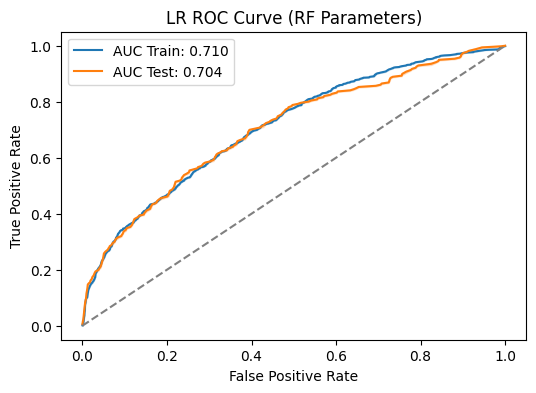 LR ROC Curve (RF Parameters)
AUC Train: 0.710
AUC Test: 0.704
True Positive Rate
1.0
0.8
0.6
0.4
0.2
0.0
0.0 0.2 0.4 0.6 0.8 1.0
False Positive Rate